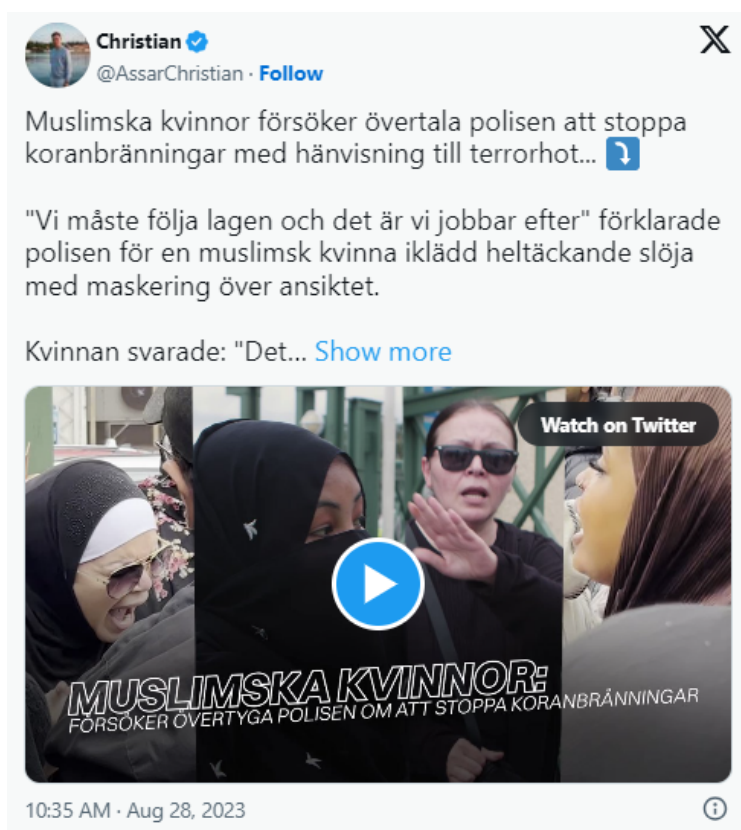 Christian
@AssarChristian · Follow
Muslimska kvinnor försöker övertala polisen att stoppa
koranbränningar med hänvisning till terrorhot... ⤵️
"Vi måste följa lagen och det är vi jobbar efter" förklarade
polisen för en muslimsk kvinna iklädd heltäckande slöja
med maskering över ansiktet.
Kvinnan svarade: "Det... Show more
Watch on Twitter
MUSLIMSKA KVINNOR:
FÖRSÖKER ÖVERTYGA POLISEN OM ATT STOPPA KORANBRÄNNINGAR
10:35 AM · Aug 28, 2023